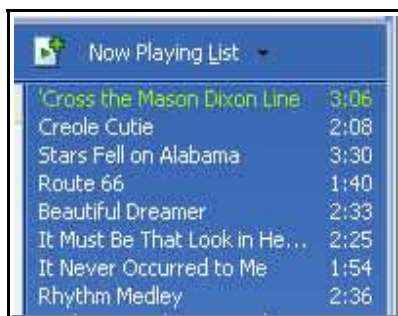 Now Playing List
'Cross the Mason Dixon Line 3:06
Creole Cutie 2:08
Stars Fell on Alabama 3:30
Route 66 1:40
Beautiful Dreamer 2:33
It Must Be That Look in He... 2:25
It Never Occurred to Me 1:54
Rhythm Medley 2:36